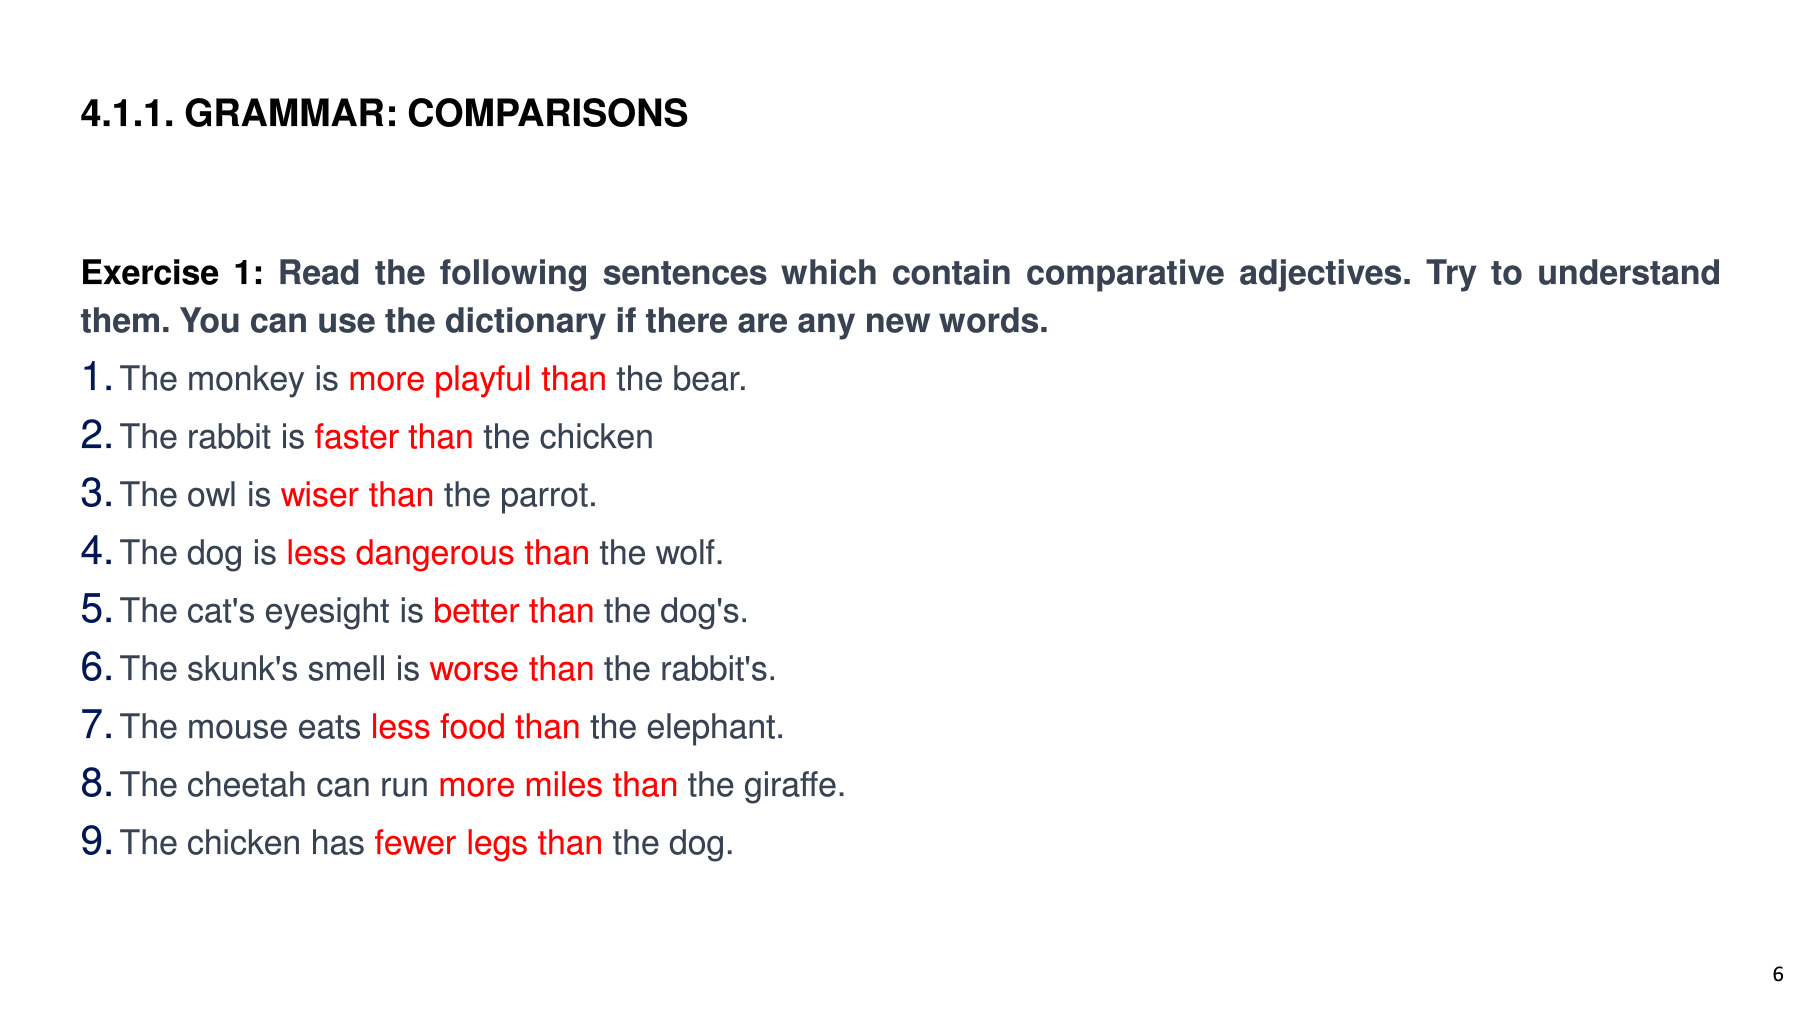 4.1.1. GRAMMAR: COMPARISONS
Exercise 1: Read the following sentences which contain comparative adjectives. Try to understand
them. You can use the dictionary if there are any new words.
1. The monkey is more playful than the bear.
2. The rabbit is faster than the chicken
3. The owl is wiser than the parrot.
4. The dog is less dangerous than the wolf.
5. The cat's eyesight is better than the dog's.
6. The skunk's smell is worse than the rabbit's.
7. The mouse eats less food than the elephant.
8. The cheetah can run more miles than the giraffe.
9. The chicken has fewer legs than the dog.
6